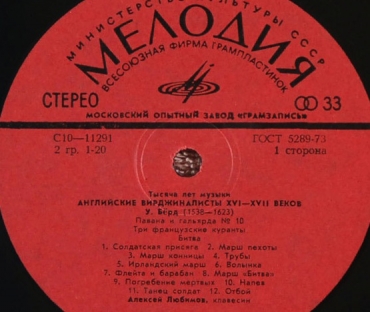 МИНИСТЕРСТВО КУЛЬТУРЫ СССР
МЕЛОДИЯ
ВСЕСОЮЗНАЯ ФИРМА ГРАМПЛАСТИНОК
СТЕРЕО
33
МОСКОВСКИЙ ОПЫТНЫЙ ЗАВОД «ГРАМЗАПИСЬ»
С10—11291
ГОСТ 5289-73
2 гр. 1-20
1 сторона
Тысяча лет музыки
АНГЛИЙСКИЕ ВИРДЖИНАЛИСТЫ XVI—XVII ВЕКОВ
У. Бёрд (1538—1623)
Павана и гальярда № 10
Три французские куранты
Битва
1. Солдатская присяга 2. Марш пехоты
3. Марш конницы 4. Трубы
5. Ирландский марш 6. Волынка
7. Флейта и барабан 8. Марш «Битва»
9. Погребение мертвых 10. Напев
11. Танец солдат 12. Отбой
Алексей Любимов, клавесин